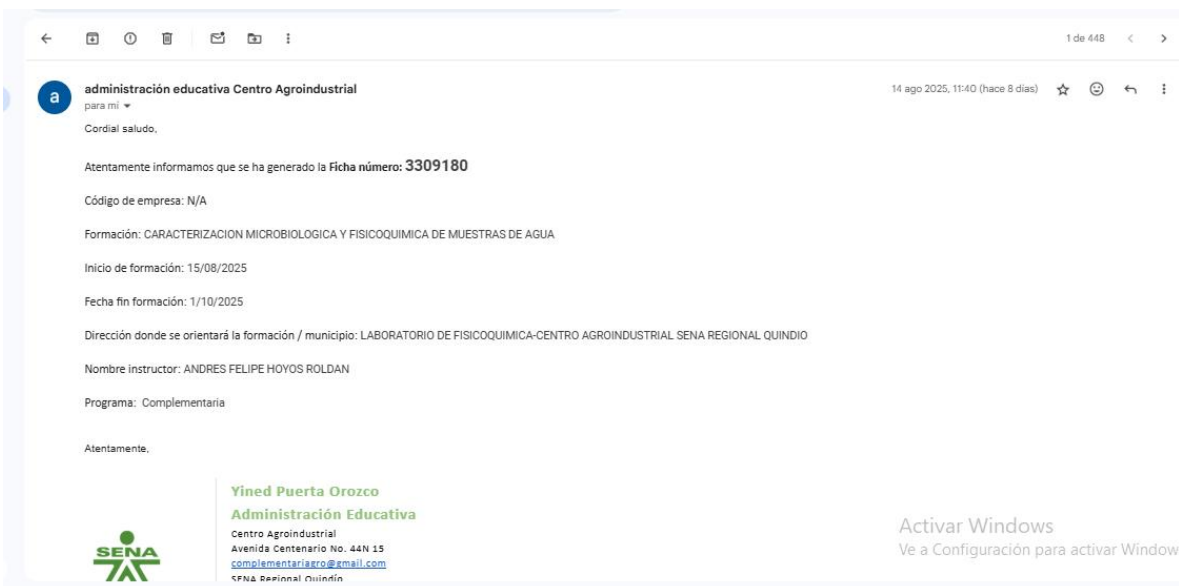 1 de 448
a
administración educativa Centro Agroindustrial
14 ago 2025, 11:40 (hace 8 días)
para mí
Cordial saludo,
Atentamente informamos que se ha generado la Ficha número: 3309180
Código de empresa: N/A
Formación: CARACTERIZACION MICROBIOLOGICA Y FISICOQUIMICA DE MUESTRAS DE AGUA
Inicio de formación: 15/08/2025
Fecha fin formación: 1/10/2025
Dirección donde se orientará la formación / municipio: LABORATORIO DE FISICOQUIMICA-CENTRO AGROINDUSTRIAL SENA REGIONAL QUINDIO
Nombre instructor: ANDRES FELIPE HOYOS ROLDAN
Programa: Complementaria
Atentamente,
SENA
Yined Puerta Orozco
Administración Educativa
Centro Agroindustrial
Avenida Centenario No. 44N 15
complementariagro@gmail.com
SENA Regional Quindío
Activar Windows
Ve a Configuración para activar Window